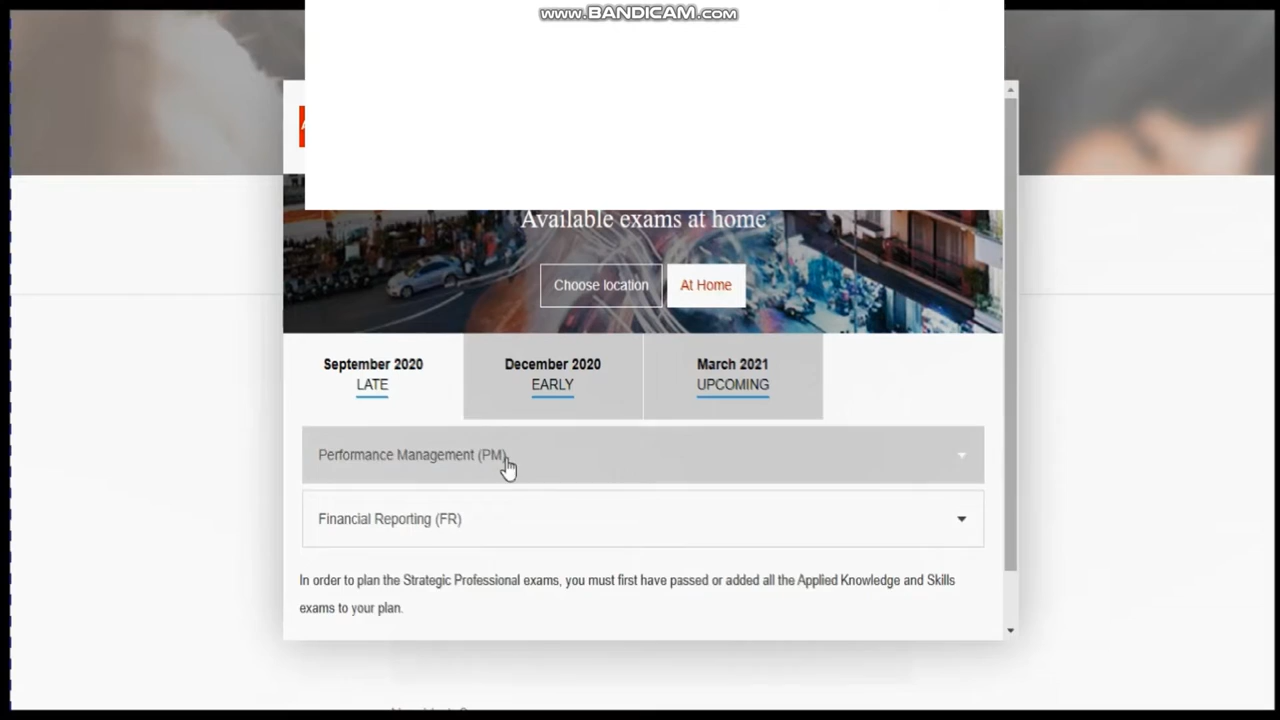 www.BANDICAM.com
Available exams at home
Choose location
At Home
September 2020
LATE
December 2020
EARLY
March 2021
UPCOMING
Performance Management (PM)
Financial Reporting (FR)
In order to plan the Strategic Professional exams, you must first have passed or added all the Applied Knowledge and Skills
exams to your plan.